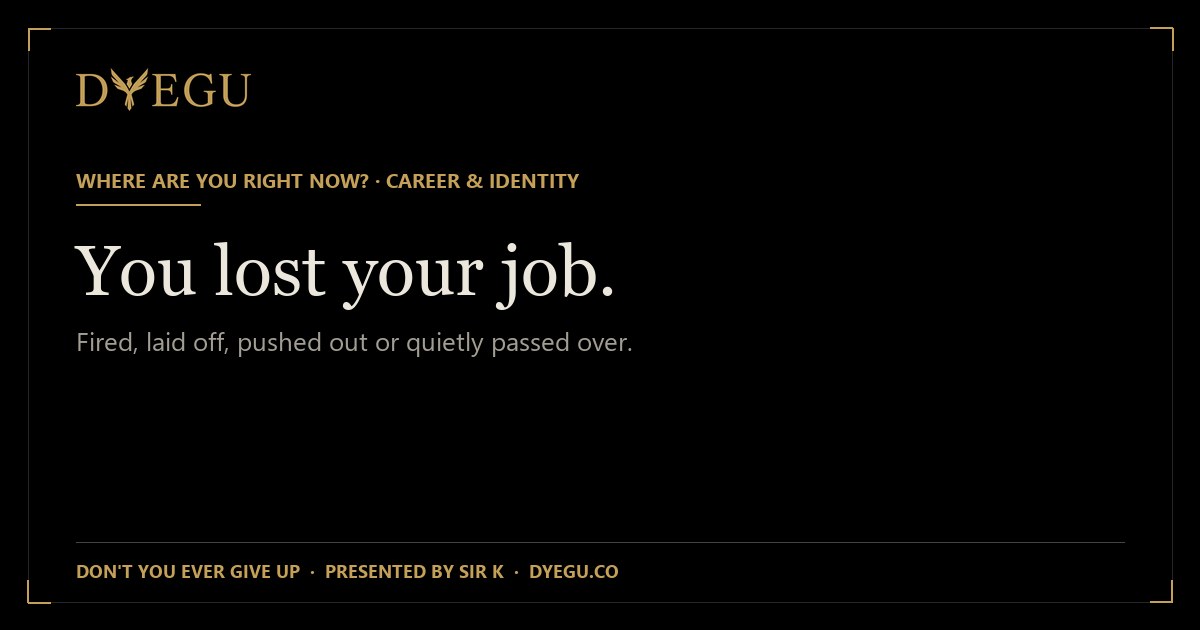 DYEGU
WHERE ARE YOU RIGHT NOW? · CAREER & IDENTITY
You lost your job.
Fired, laid off, pushed out or quietly passed over.
DON'T YOU EVER GIVE UP · PRESENTED BY SIR K · DYEGU.CO